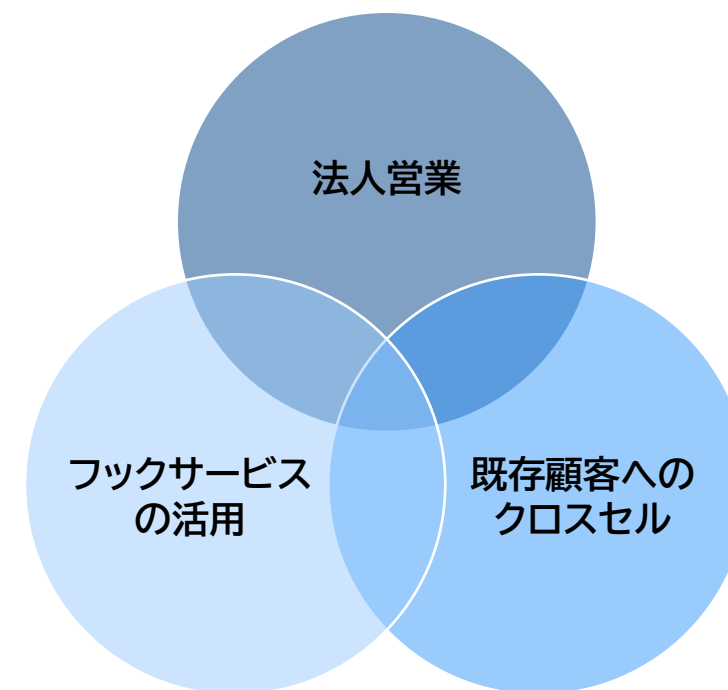 法人営業
フックサービス
の活用
既存顧客への
クロスセル